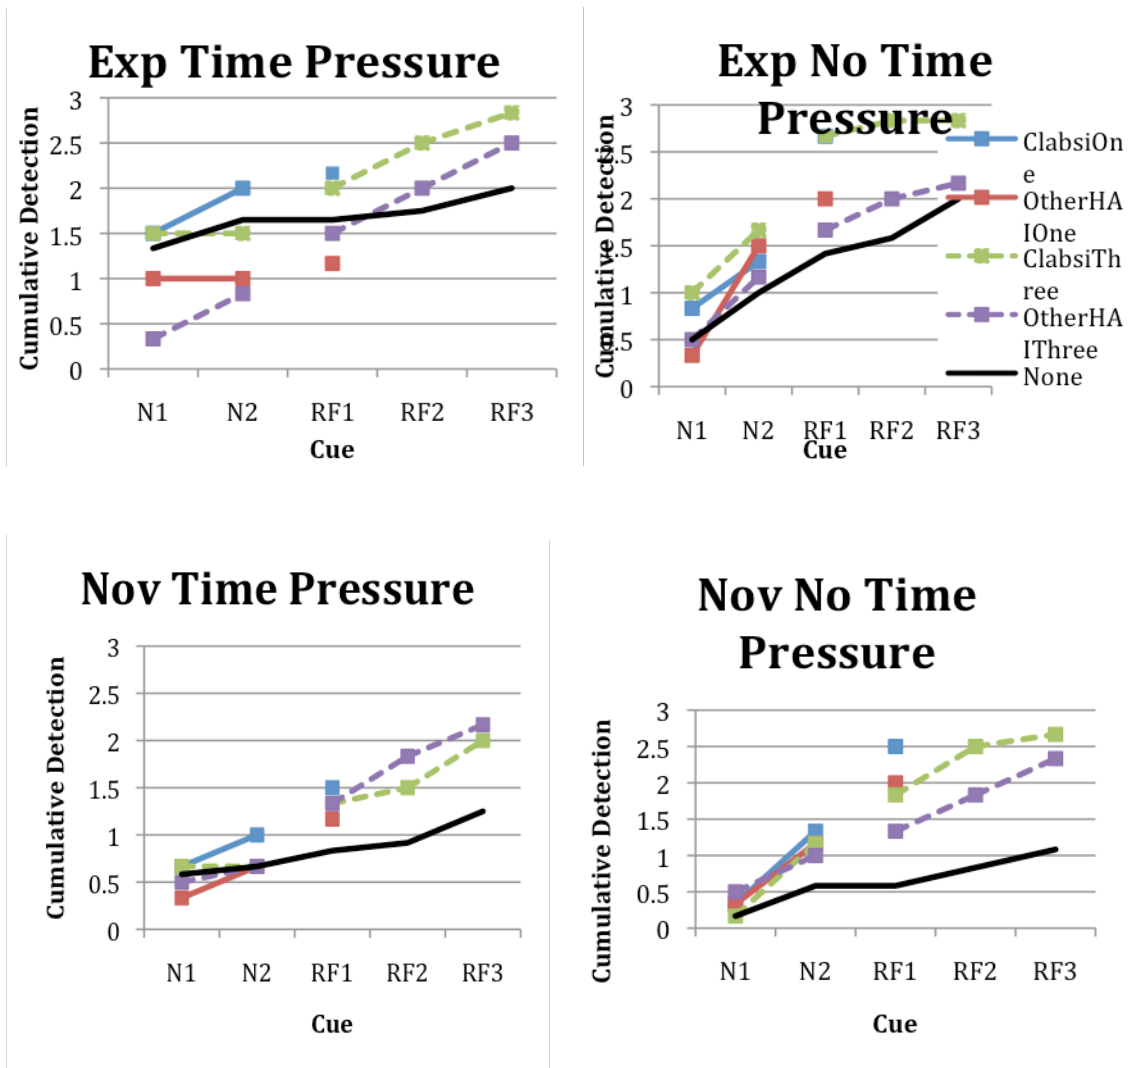 Exp Time Pressure
Cumulative Detection
3
2.5
2
1.5
1
0.5
0
N1 N2 RF1 RF2 RF3
Cue
Exp No Time
Pressure
Cumulative Detection
3
2
1
0
N1 N2 RF1 RF2 RF3
Cue
ClabsiOn
e
OtherHA
IOne
ClabsiTh
ree
OtherHA
IThree
None
Nov Time Pressure
Cumulative Detection
3
2.5
2
1.5
1
0.5
0
N1 N2 RF1 RF2 RF3
Cue
Nov No Time
Pressure
Cumulative Detection
3
2.5
2
1.5
1
0.5
0
N1 N2 RF1 RF2 RF3
Cue